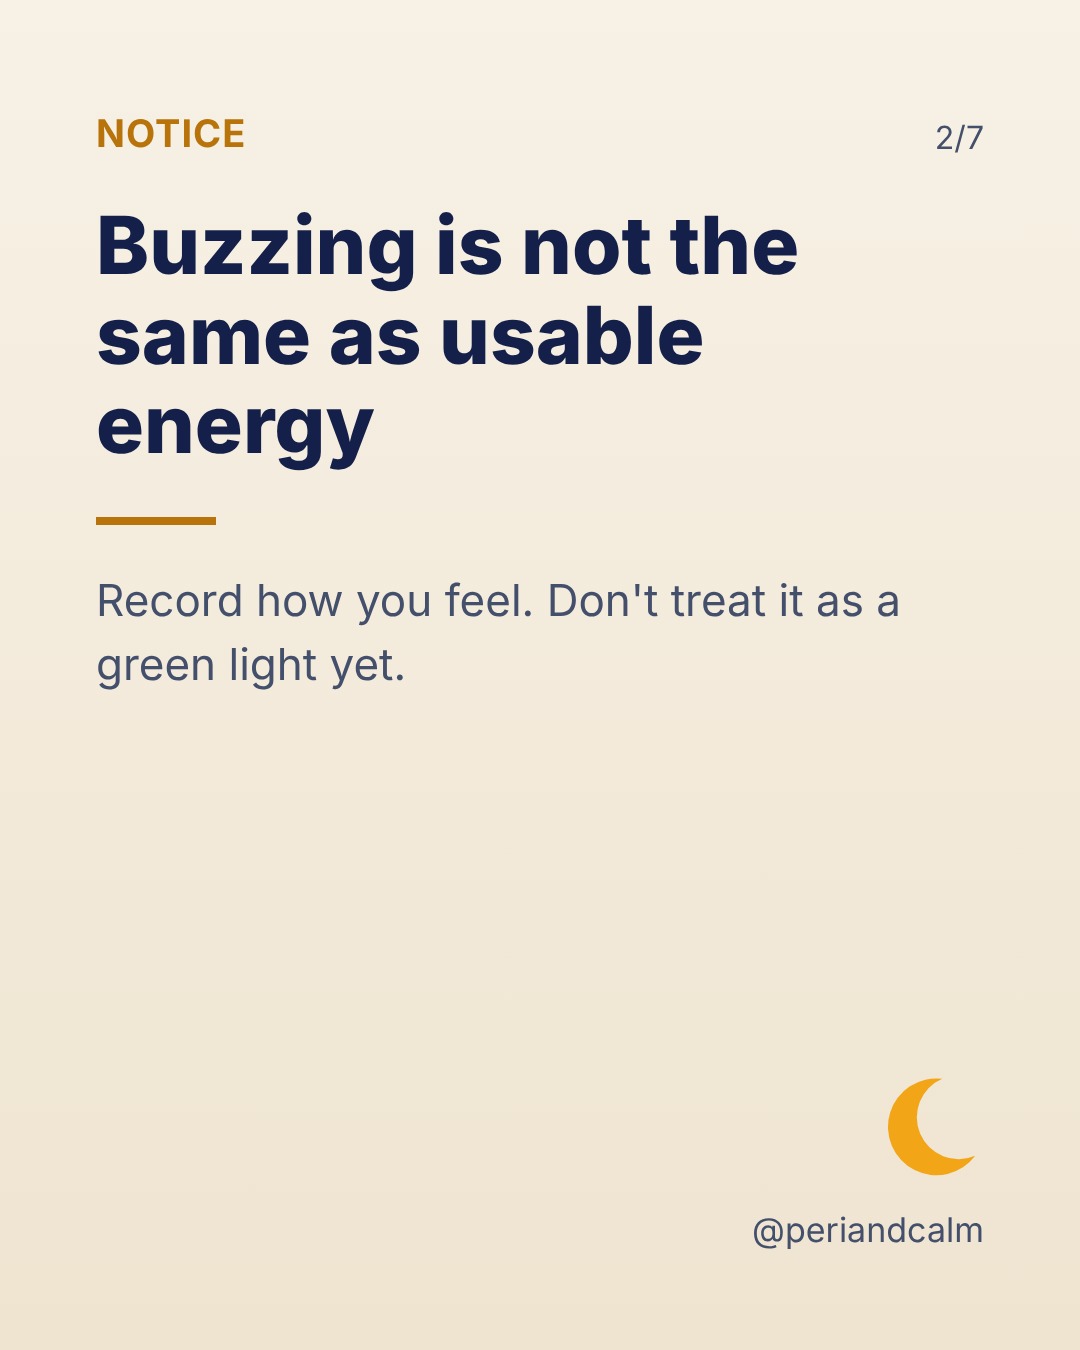 NOTICE
2/7
Buzzing is not the
same as usable
energy
Record how you feel. Don't treat it as a
green light yet.
@periandcalm